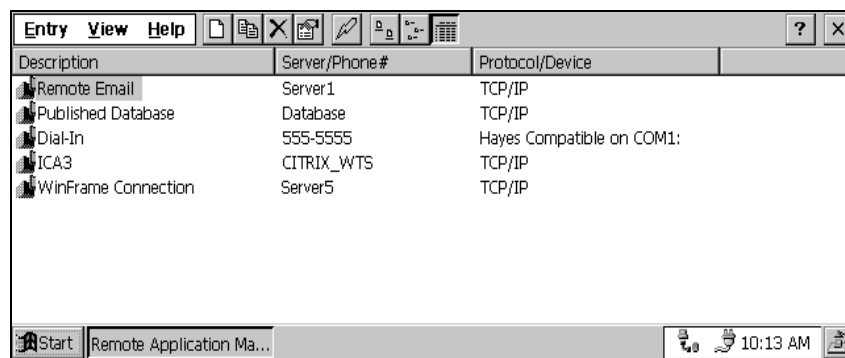 Entry View Help ? X
Description Server/Phone# Protocol/Device
Remote Email Server1 TCP/IP
Published Database Database TCP/IP
Dial-In 555-5555 Hayes Compatible on COM1:
ICA3 CITRIX_WTS TCP/IP
WinFrame Connection Server5 TCP/IP
Start Remote Application Ma... 10:13 AM